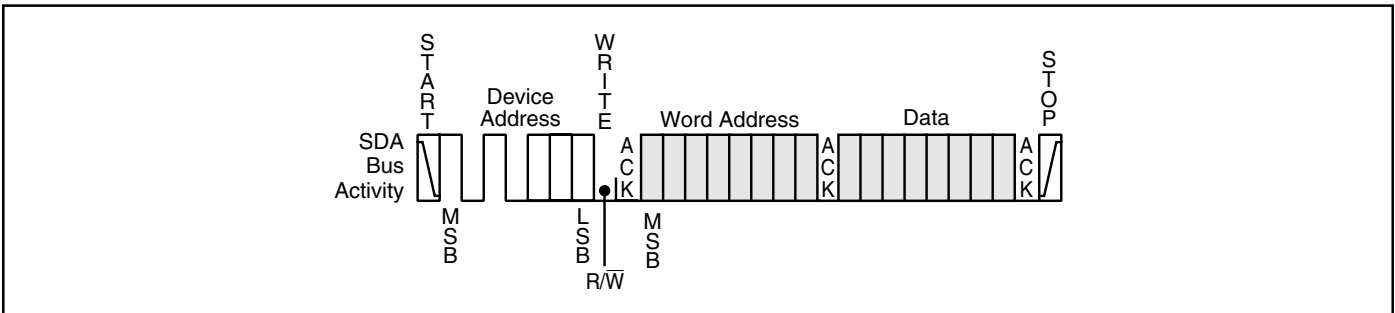 START
WRITE
STOP
Device
Address
Word Address
Data
SDA
Bus
Activity
ACK
ACK
ACK
MSB
LSB
MSB
R/W̅